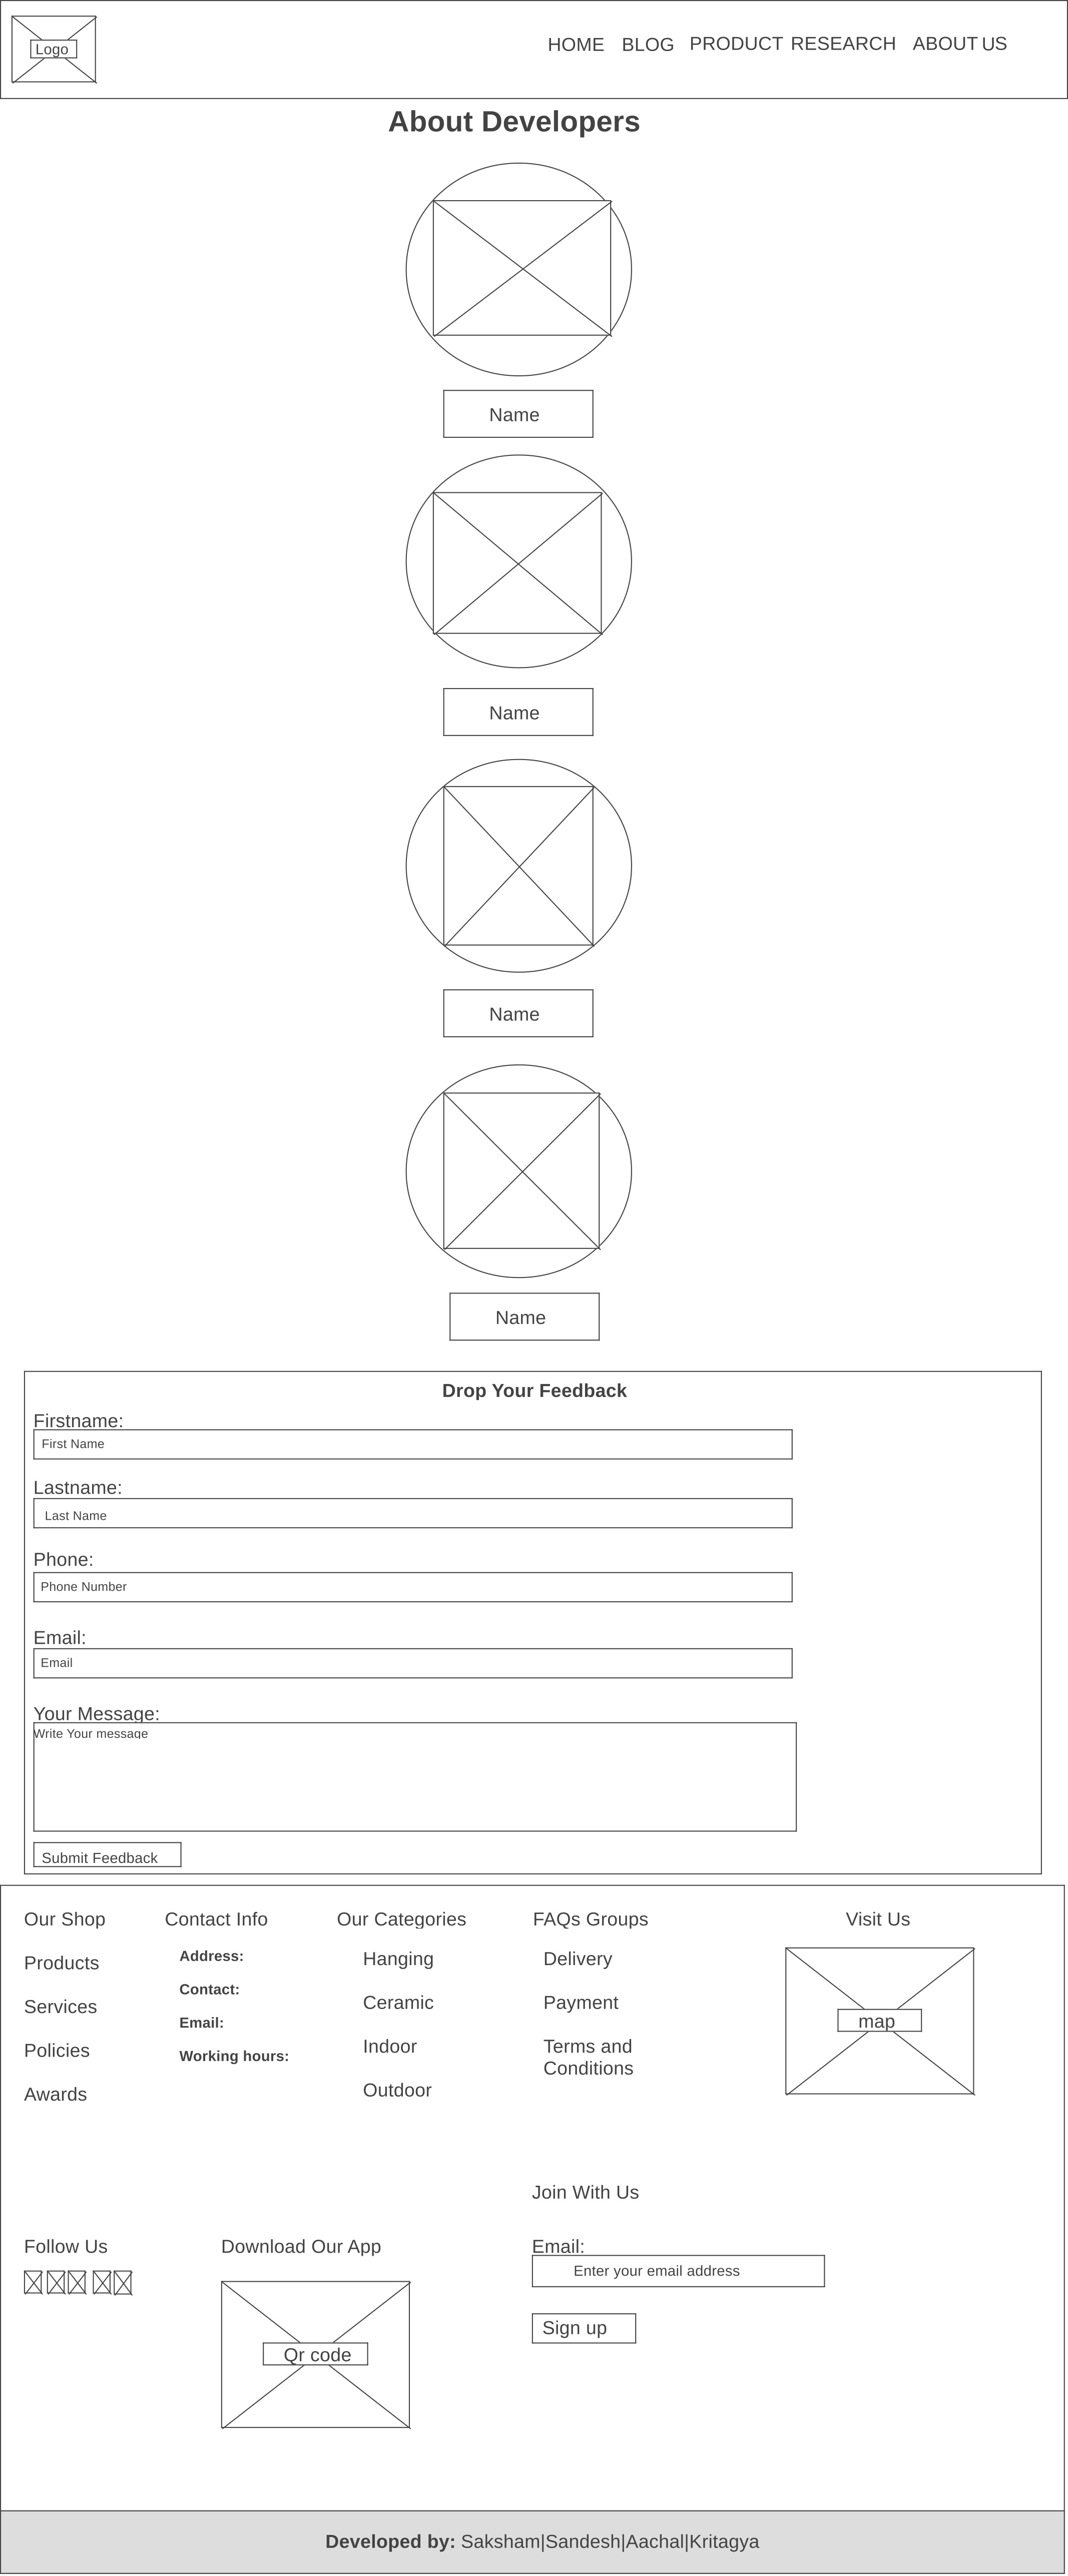 Logo
HOME BLOG PRODUCT RESEARCH ABOUT US
About Developers
Name
Name
Name
Name
Drop Your Feedback
Firstname:
First Name
Lastname:
Last Name
Phone:
Phone Number
Email:
Email
Your Message:
Write Your message
Submit Feedback
Our Shop
Products
Services
Policies
Awards
Contact Info
Address:
Contact:
Email:
Working hours:
Our Categories
Hanging
Ceramic
Indoor
Outdoor
FAQs Groups
Delivery
Payment
Terms and
Conditions
Visit Us
map
Follow Us
Download Our App
Qr code
Join With Us
Email:
Enter your email address
Sign up
Developed by: Saksham|Sandesh|Aachal|Kritagya